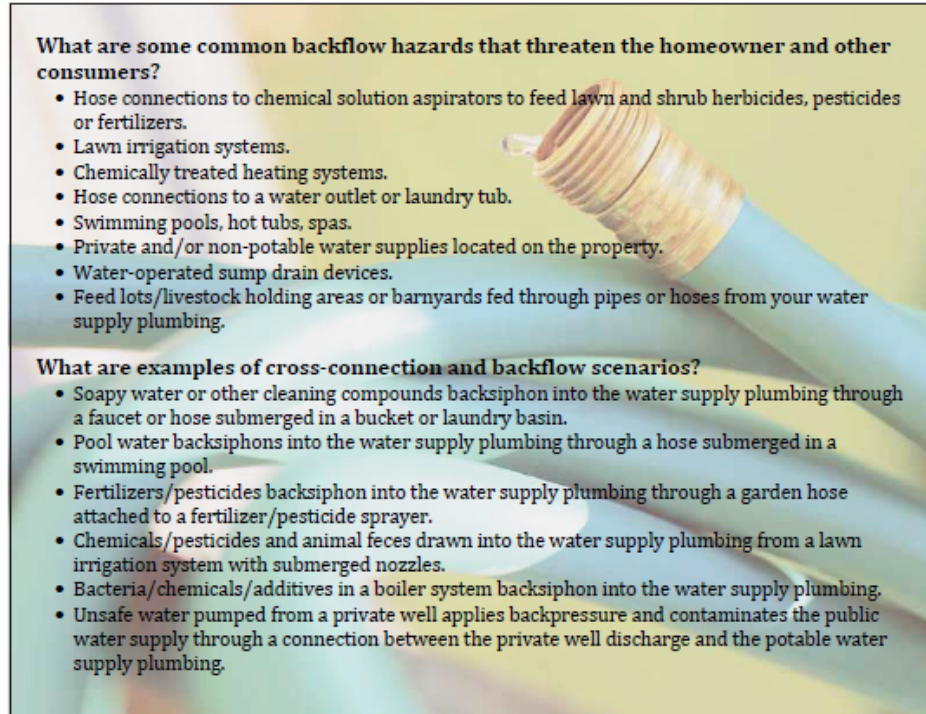 What are some common backflow hazards that threaten the homeowner and other
consumers?
• Hose connections to chemical solution aspirators to feed lawn and shrub herbicides, pesticides
or fertilizers.
• Lawn irrigation systems.
• Chemically treated heating systems.
• Hose connections to a water outlet or laundry tub.
• Swimming pools, hot tubs, spas.
• Private and/or non-potable water supplies located on the property.
• Water-operated sump drain devices.
• Feed lots/livestock holding areas or barnyards fed through pipes or hoses from your water
supply plumbing.
What are examples of cross-connection and backflow scenarios?
• Soapy water or other cleaning compounds backsiphon into the water supply plumbing through
a faucet or hose submerged in a bucket or laundry basin.
• Pool water backsiphons into the water supply plumbing through a hose submerged in a
swimming pool.
• Fertilizers/pesticides backsiphon into the water supply plumbing through a garden hose
attached to a fertilizer/pesticide sprayer.
• Chemicals/pesticides and animal feces drawn into the water supply plumbing from a lawn
irrigation system with submerged nozzles.
• Bacteria/chemicals/additives in a boiler system backsiphon into the water supply plumbing.
• Unsafe water pumped from a private well applies backpressure and contaminates the public
water supply through a connection between the private well discharge and the potable water
supply plumbing.